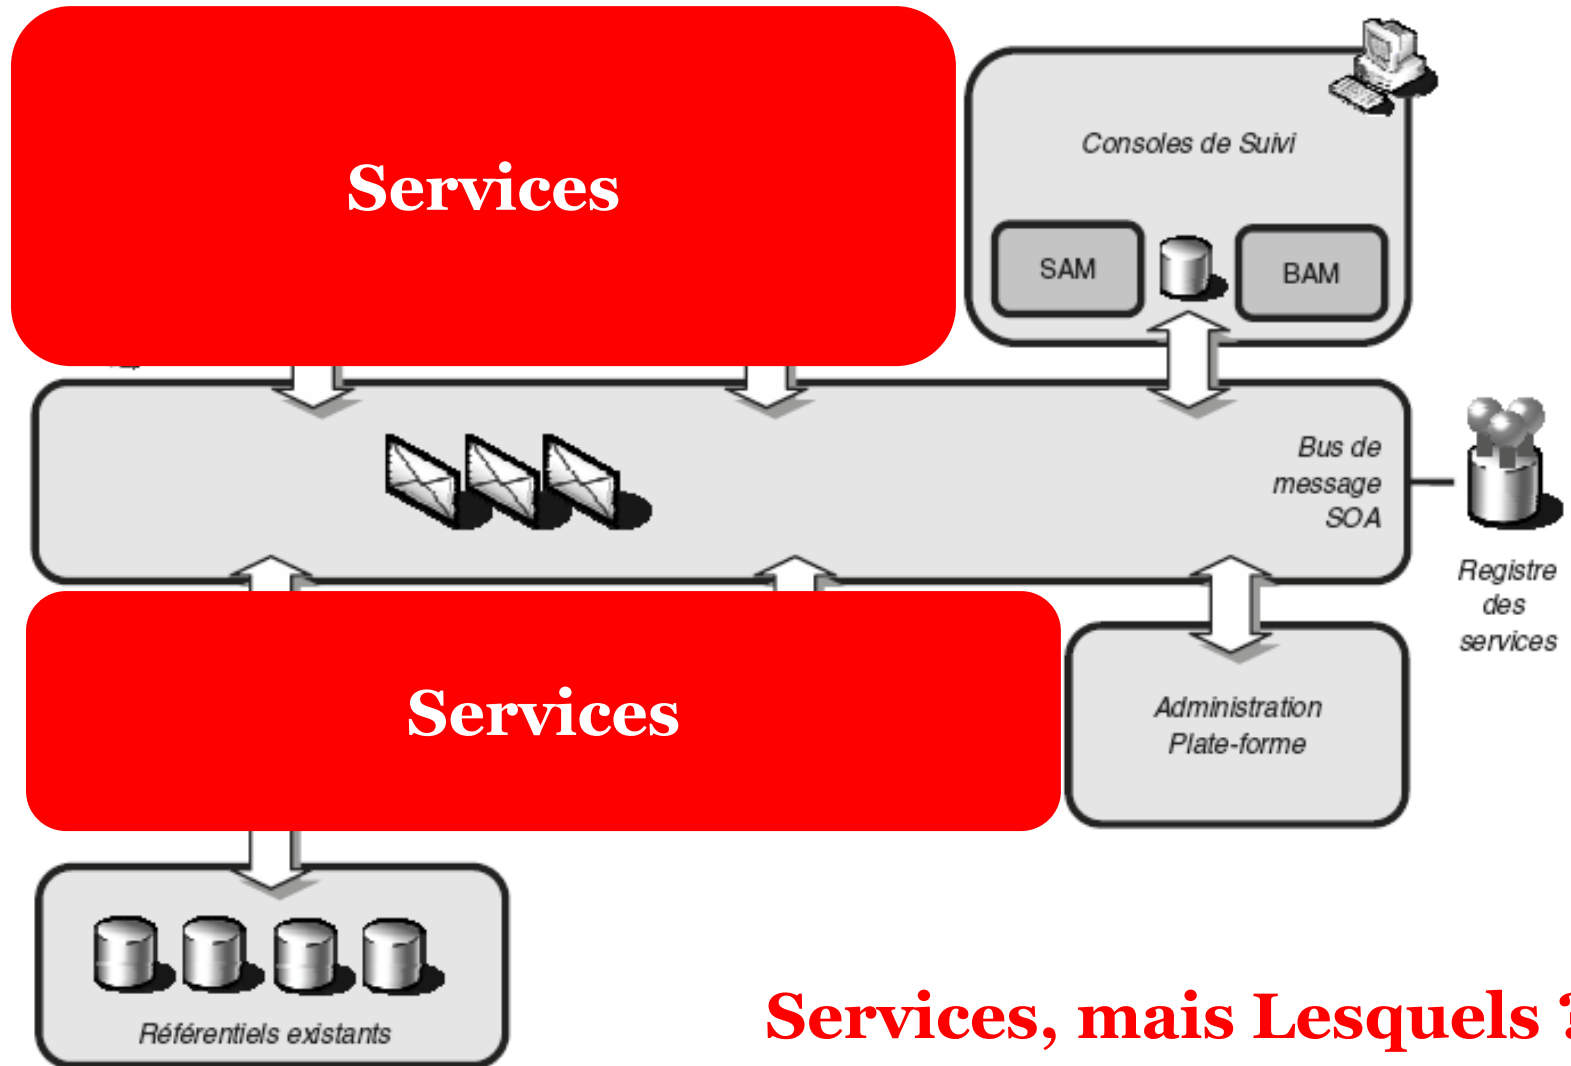 Services
Consoles de Suivi
SAM
BAM
Bus de
message
SOA
Registre
des
services
Services
Administration
Plate-forme
Référentiels existants
Services, mais Lesquels ?